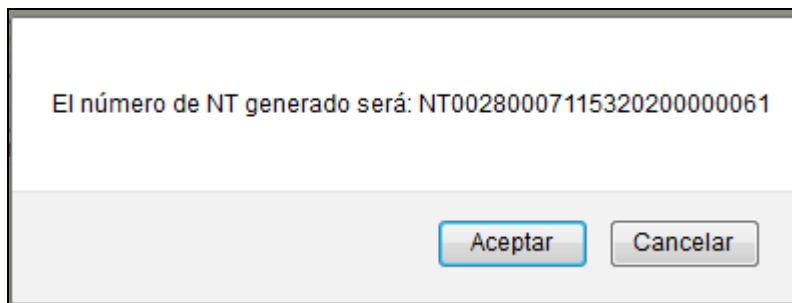 El número de NT generado será: NT00280007115320200000061
Aceptar
Cancelar